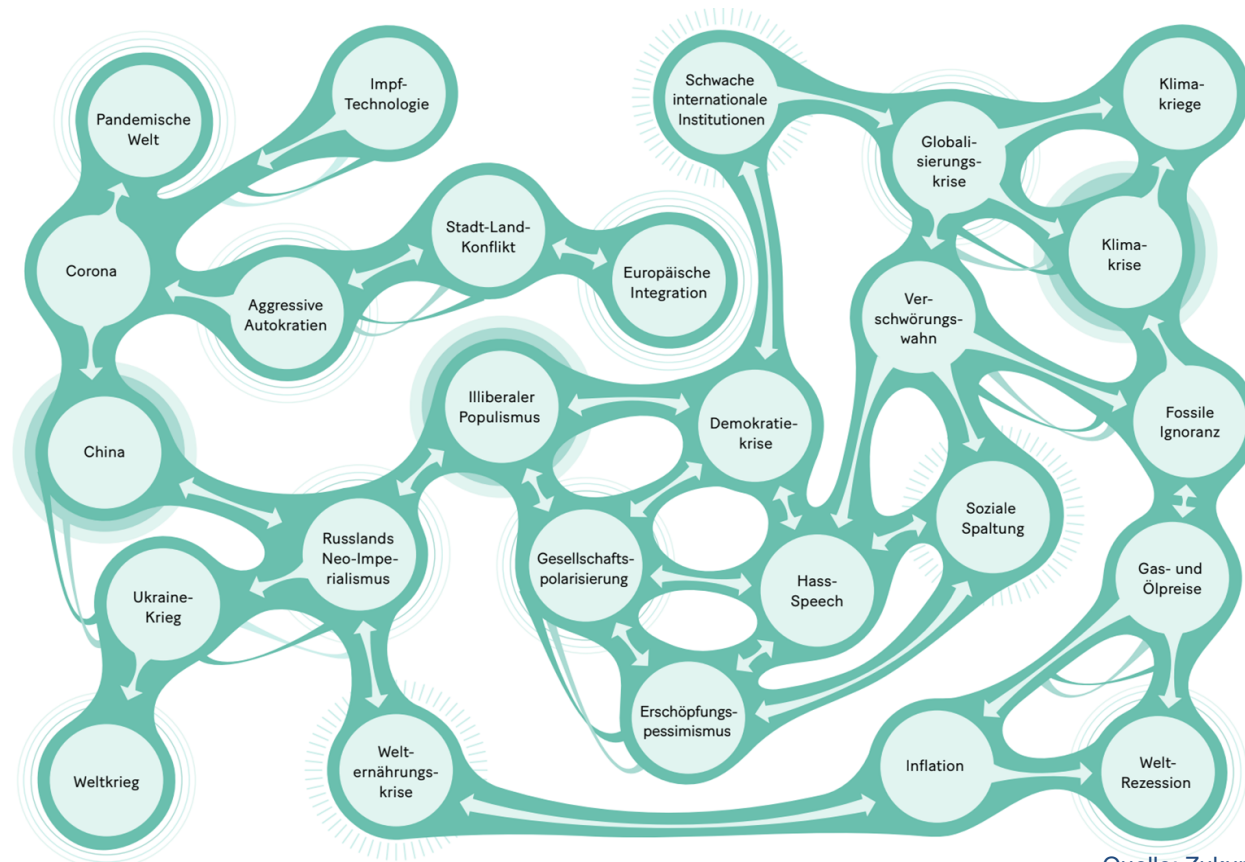 Pandemische
Welt
Impf-
Technologie
Schwache
internationale
Institutionen
Globali-
sierungs-
krise
Klima-
kriege
Corona
Aggressive
Autokratien
Stadt-Land-
Konflikt
Europäische
Integration
Ver-
schwörungs-
wahn
Klima-
krise
China
Illiberaler
Populismus
Demokratie-
krise
Fossile
Ignoranz
Ukraine-
Krieg
Russlands
Neo-Impe-
rialismus
Gesellschafts-
polarisierung
Hass-
Speech
Soziale
Spaltung
Gas- und
Ölpreise
Weltkrieg
Welt-
ernährungs-
krise
Erschöpfungs-
pessimismus
Inflation
Welt-
Rezession